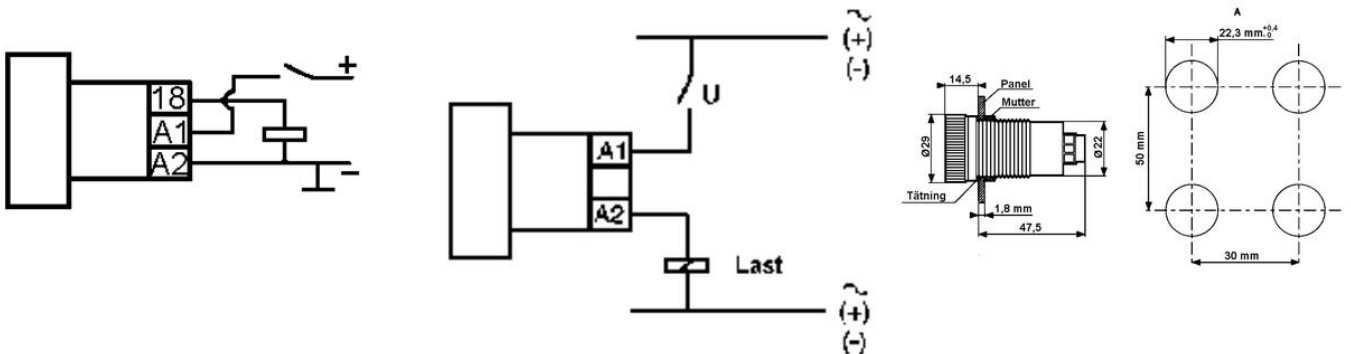 18
A1
A2
+
−
A1
A2
U
Last
~
(+)
(-)
~
(+)
(-)
14,5
Panel
Mutter
Ø29
Ø22
Tätning
1,8 mm
47,5
A
22,3 mm +0,4 0
50 mm
30 mm